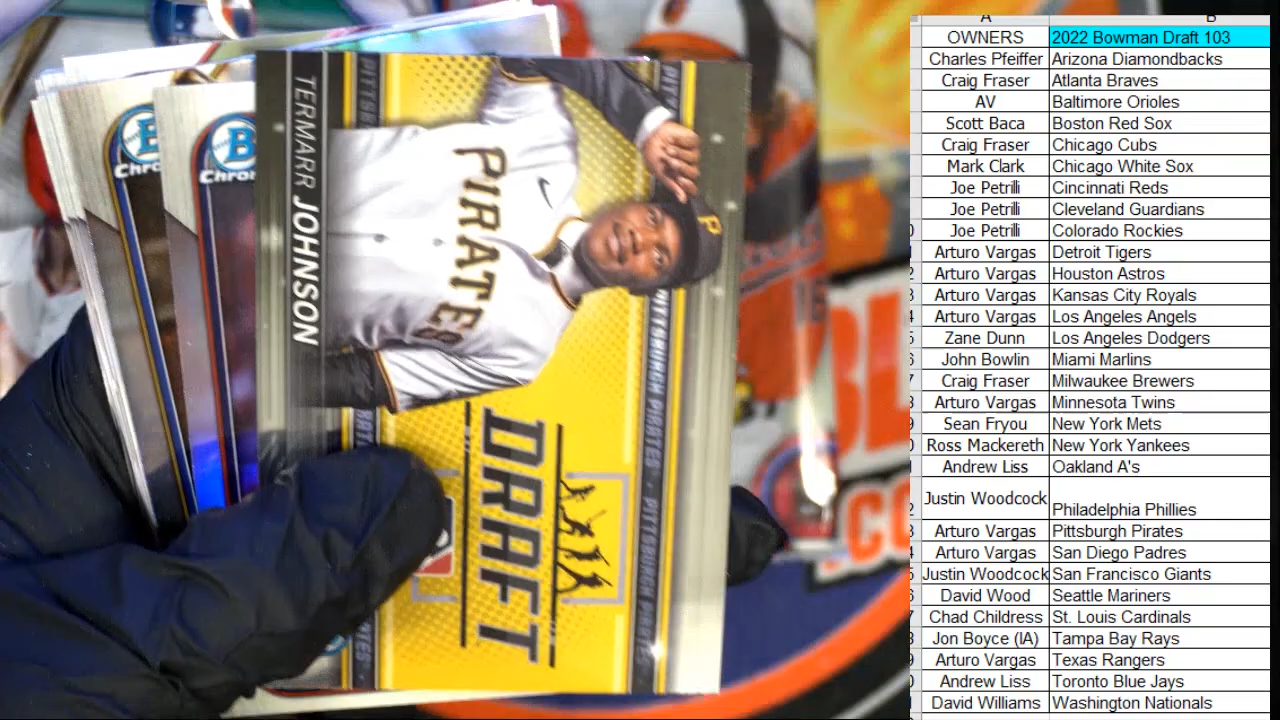 TERMARR JOHNSON
PIRATES
P
DRAFT
PITTSBURGH PIRATES - PITTSBURGH PIRATES
B
Chro
B
Chron
A B
OWNERS 2022 Bowman Draft 103
Charles Pfeiffer Arizona Diamondbacks
Craig Fraser Atlanta Braves
AV Baltimore Orioles
Scott Baca Boston Red Sox
Craig Fraser Chicago Cubs
Mark Clark Chicago White Sox
Joe Petrilli Cincinnati Reds
Joe Petrilli Cleveland Guardians
Joe Petrilli Colorado Rockies
Arturo Vargas Detroit Tigers
Arturo Vargas Houston Astros
Arturo Vargas Kansas City Royals
Arturo Vargas Los Angeles Angels
Zane Dunn Los Angeles Dodgers
John Bowlin Miami Marlins
Craig Fraser Milwaukee Brewers
Arturo Vargas Minnesota Twins
Sean Fryou New York Mets
Ross Mackereth New York Yankees
Andrew Liss Oakland A's
Justin Woodcock Philadelphia Phillies
Arturo Vargas Pittsburgh Pirates
Arturo Vargas San Diego Padres
Justin Woodcock San Francisco Giants
David Wood Seattle Mariners
Chad Childress St. Louis Cardinals
Jon Boyce (IA) Tampa Bay Rays
Arturo Vargas Texas Rangers
Andrew Liss Toronto Blue Jays
David Williams Washington Nationals